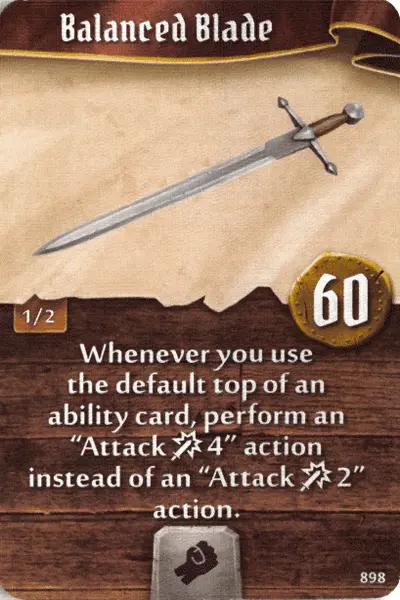 Balanced Blade
60
1/2
Whenever you use
the default top of an
ability card, perform an
“Attack 4” action
instead of an “Attack 2”
action.
898